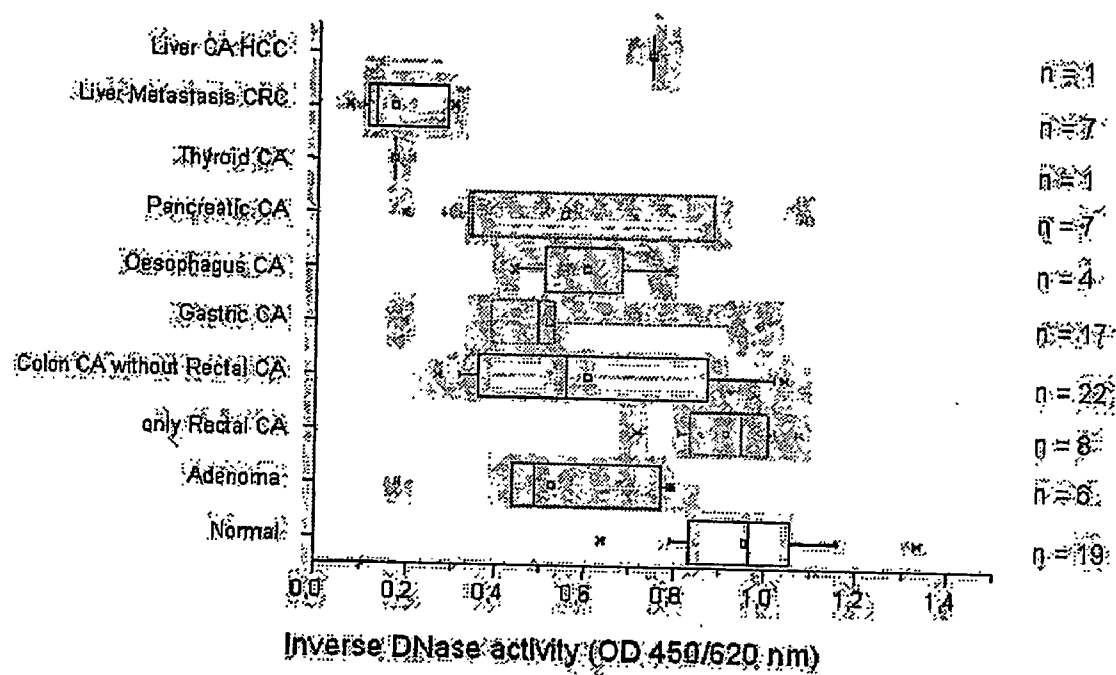 Liver CA HCC
n = 1
Liver Metastasis CRC
n = 7
Thyroid CA
n = 1
Pancreatic CA
n = 7
Oesophagus CA
n = 4
Gastric CA
n = 17
Colon CA without Rectal CA
n = 22
only Rectal CA
n = 8
Adenoma
n = 6
Normal
n = 19
0.0 0.2 0.4 0.6 0.8 1.0 1.2 1.4
Inverse DNase activity (OD 450/620 nm)